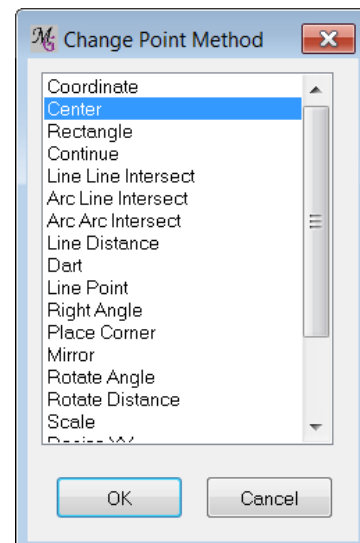 Change Point Method
Coordinate
Center
Rectangle
Continue
Line Line Intersect
Arc Line Intersect
Arc Arc Intersect
Line Distance
Dart
Line Point
Right Angle
Place Corner
Mirror
Rotate Angle
Rotate Distance
Scale
OK
Cancel